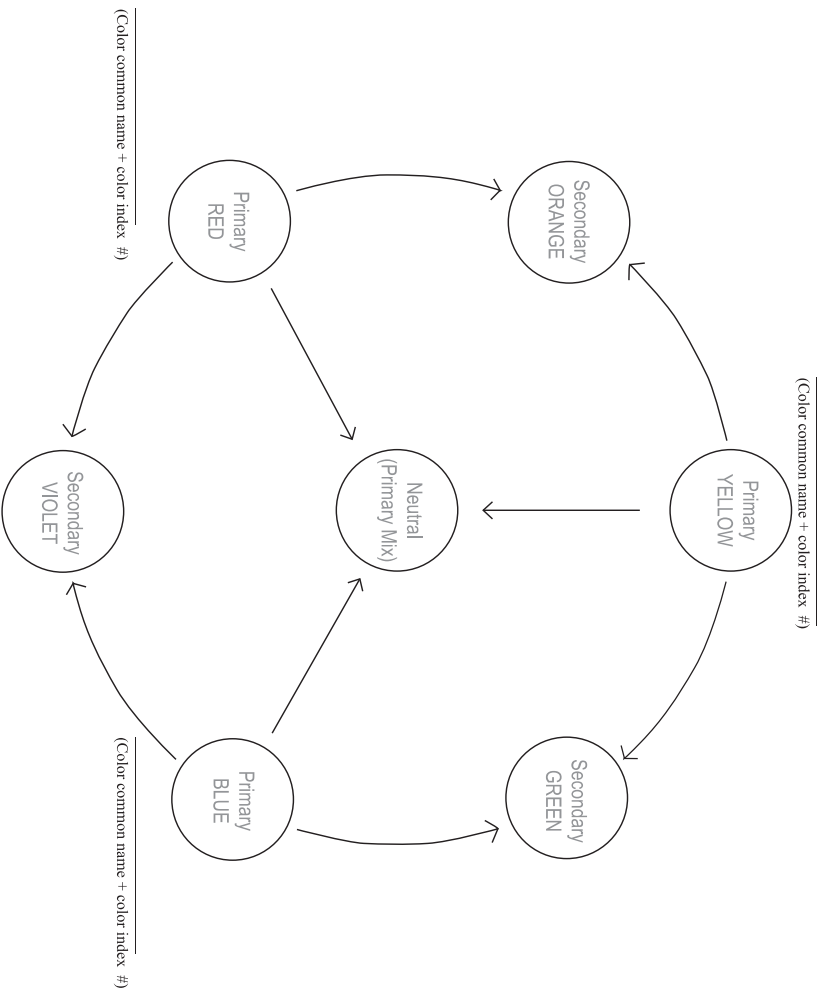 (Color common name + color index #)
Primary
YELLOW
Secondary
ORANGE
Secondary
GREEN
Neutral
(Primary Mix)
Primary
RED
Primary
BLUE
(Color common name + color index #)
(Color common name + color index #)
Secondary
VIOLET